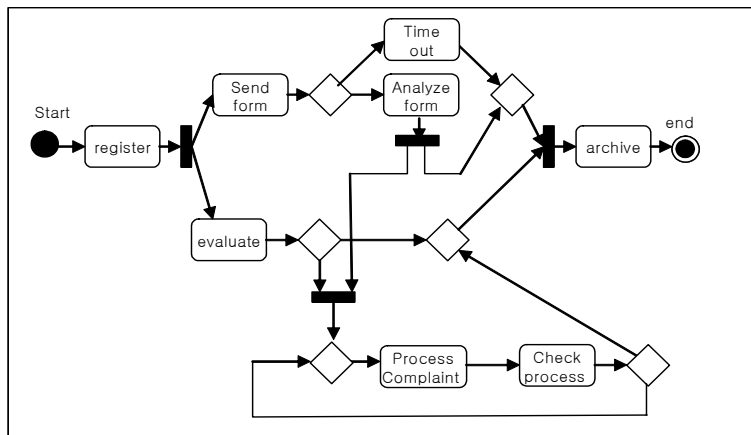 Time
out
Send
form
Analyze
form
Start
register
end
archive
evaluate
Process
Complaint
Check
process